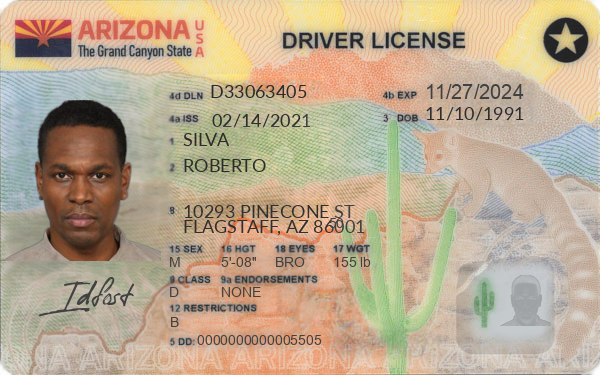 ARIZONA USA
The Grand Canyon State
DRIVER LICENSE
4d DLN D33063405
4b EXP 11/27/2024
4a ISS 02/14/2021
3 DOB 11/10/1991
1 SILVA
2 ROBERTO
8 10293 PINECONE ST
FLAGSTAFF, AZ 86001
15 SEX 16 HGT 18 EYES 17 WGT
M 5'-08" BRO 155 lb
9 CLASS 9a ENDORSEMENTS
D NONE
12 RESTRICTIONS
B
5 DD: 0000000000005505
ARIZONA ARIZONA ARIZONA ARIZONA